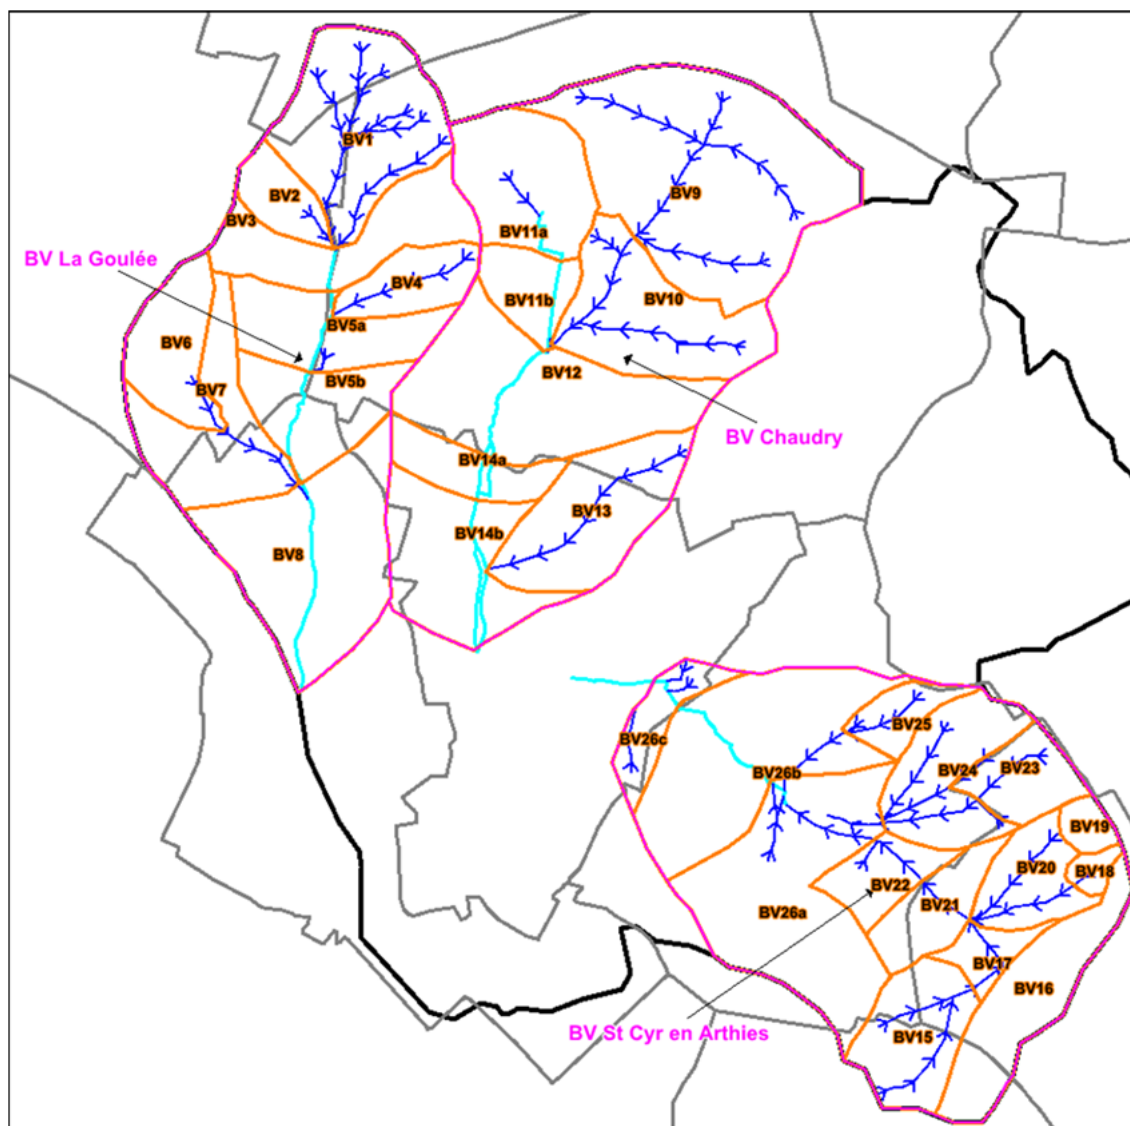 BV1
BV2
BV9
BV3
BV11a
BV La Goulée
BV4
BV11b
BV10
BV5a
BV6
BV12
BV5b
BV7
BV Chaudry
BV14a
BV13
BV14b
BV8
BV25
BV26c
BV26b
BV24
BV23
BV19
BV20
BV18
BV22
BV21
BV26a
BV17
BV16
BV St Cyr en Arthies
BV15